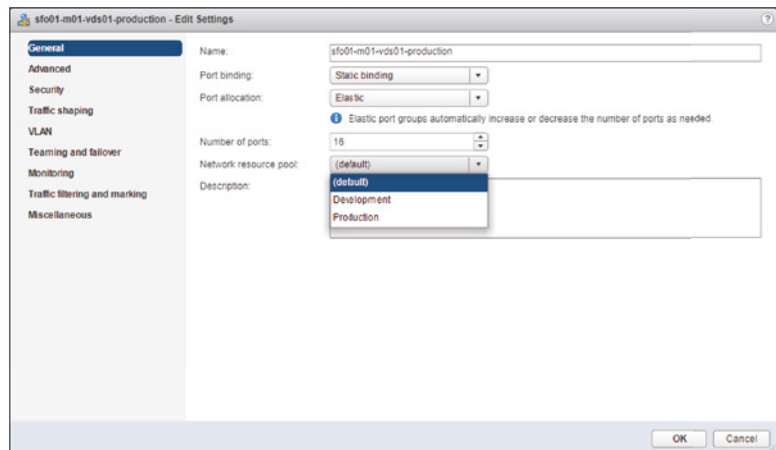 sfo01-m01-vds01-production - Edit Settings
?
General
Advanced
Security
Traffic shaping
VLAN
Teaming and failover
Monitoring
Traffic filtering and marking
Miscellaneous
Name: sfo01-m01-vds01-production
Port binding: Static binding
Port allocation: Elastic
Elastic port groups automatically increase or decrease the number of ports as needed.
Number of ports: 16
Network resource pool: (default)
(default)
Development
Production
Description:
OK Cancel